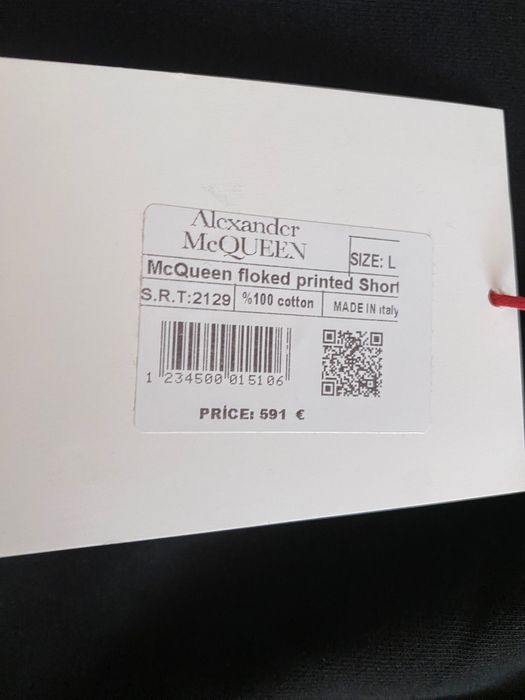 Alexander
McQUEEN
SIZE: L
McQueen floked printed Short
S.R.T:2129 %100 cotton MADE IN ıtaly
1 234500 015106
PRİCE: 591 €